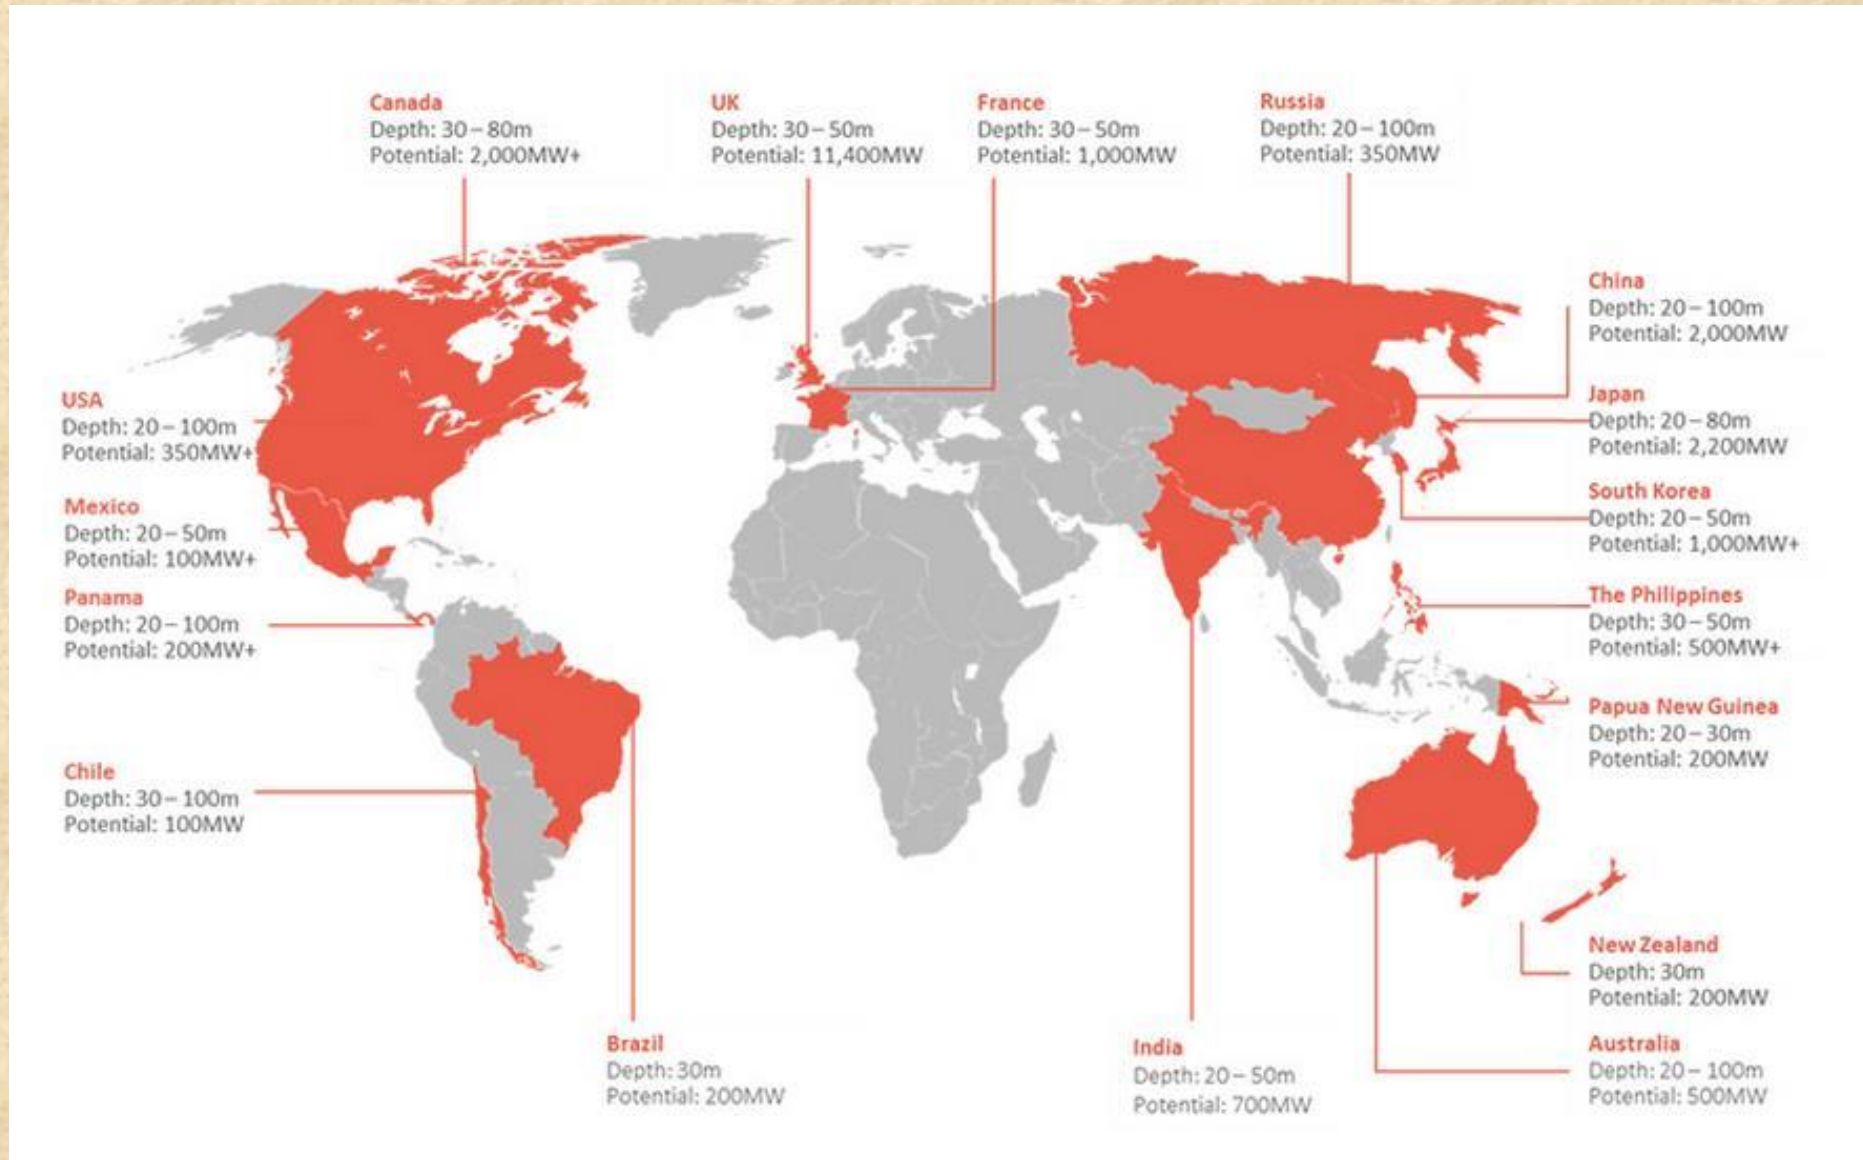 Canada
Depth: 30 – 80m
Potential: 2,000MW+
UK
Depth: 30 – 50m
Potential: 11,400MW
France
Depth: 30 – 50m
Potential: 1,000MW
Russia
Depth: 20 – 100m
Potential: 350MW
China
Depth: 20 – 100m
Potential: 2,000MW
USA
Depth: 20 – 100m
Potential: 350MW+
Japan
Depth: 20 – 80m
Potential: 2,200MW
Mexico
Depth: 20 – 50m
Potential: 100MW+
South Korea
Depth: 20 – 50m
Potential: 1,000MW+
Panama
Depth: 20 – 100m
Potential: 200MW+
The Philippines
Depth: 30 – 50m
Potential: 500MW+
Papua New Guinea
Depth: 20 – 30m
Potential: 200MW
Chile
Depth: 30 – 100m
Potential: 100MW
New Zealand
Depth: 30m
Potential: 200MW
Brazil
Depth: 30m
Potential: 200MW
India
Depth: 20 – 50m
Potential: 700MW
Australia
Depth: 20 – 100m
Potential: 500MW